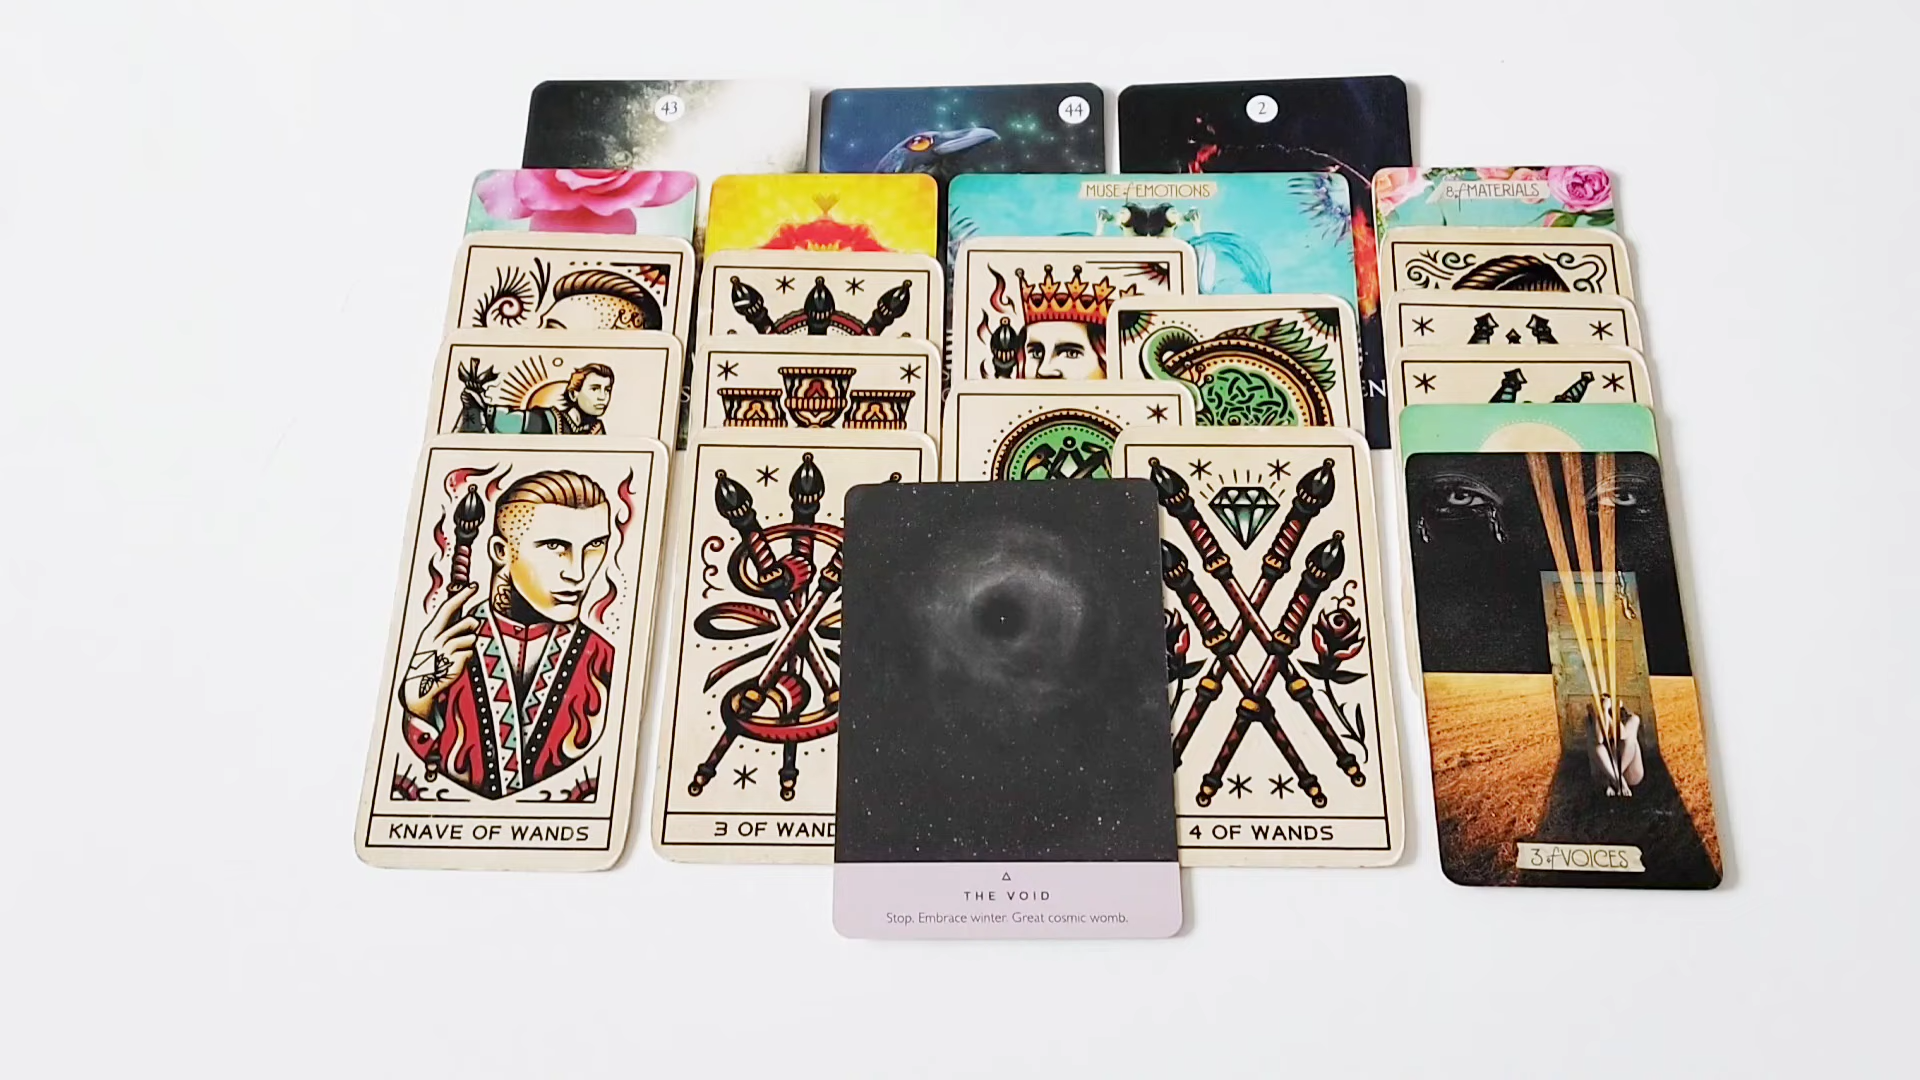 43
44
2
MUSE of EMOTIONS
8 of MATERIALS
EN
KNAVE OF WANDS
3 OF WAND
4 OF WANDS
3 of VOICES
THE VOID
Stop. Embrace winter. Great cosmic womb.